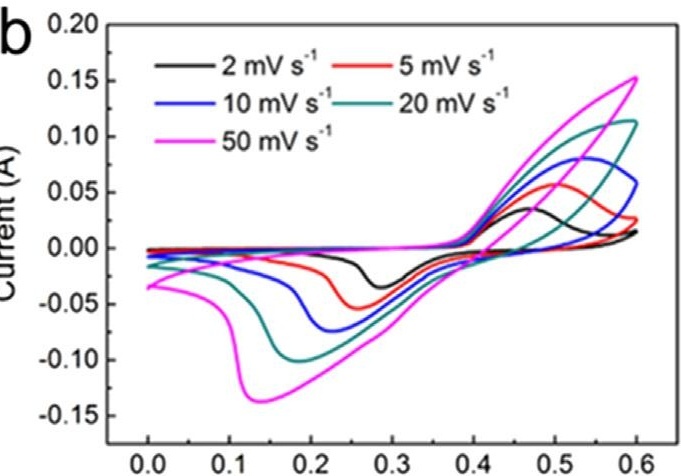 b
0.20
2 mV s⁻¹ 5 mV s⁻¹
0.15
10 mV s⁻¹ 20 mV s⁻¹
0.10
50 mV s⁻¹
0.05
0.00
-0.05
-0.10
-0.15
Current (A)
0.0 0.1 0.2 0.3 0.4 0.5 0.6